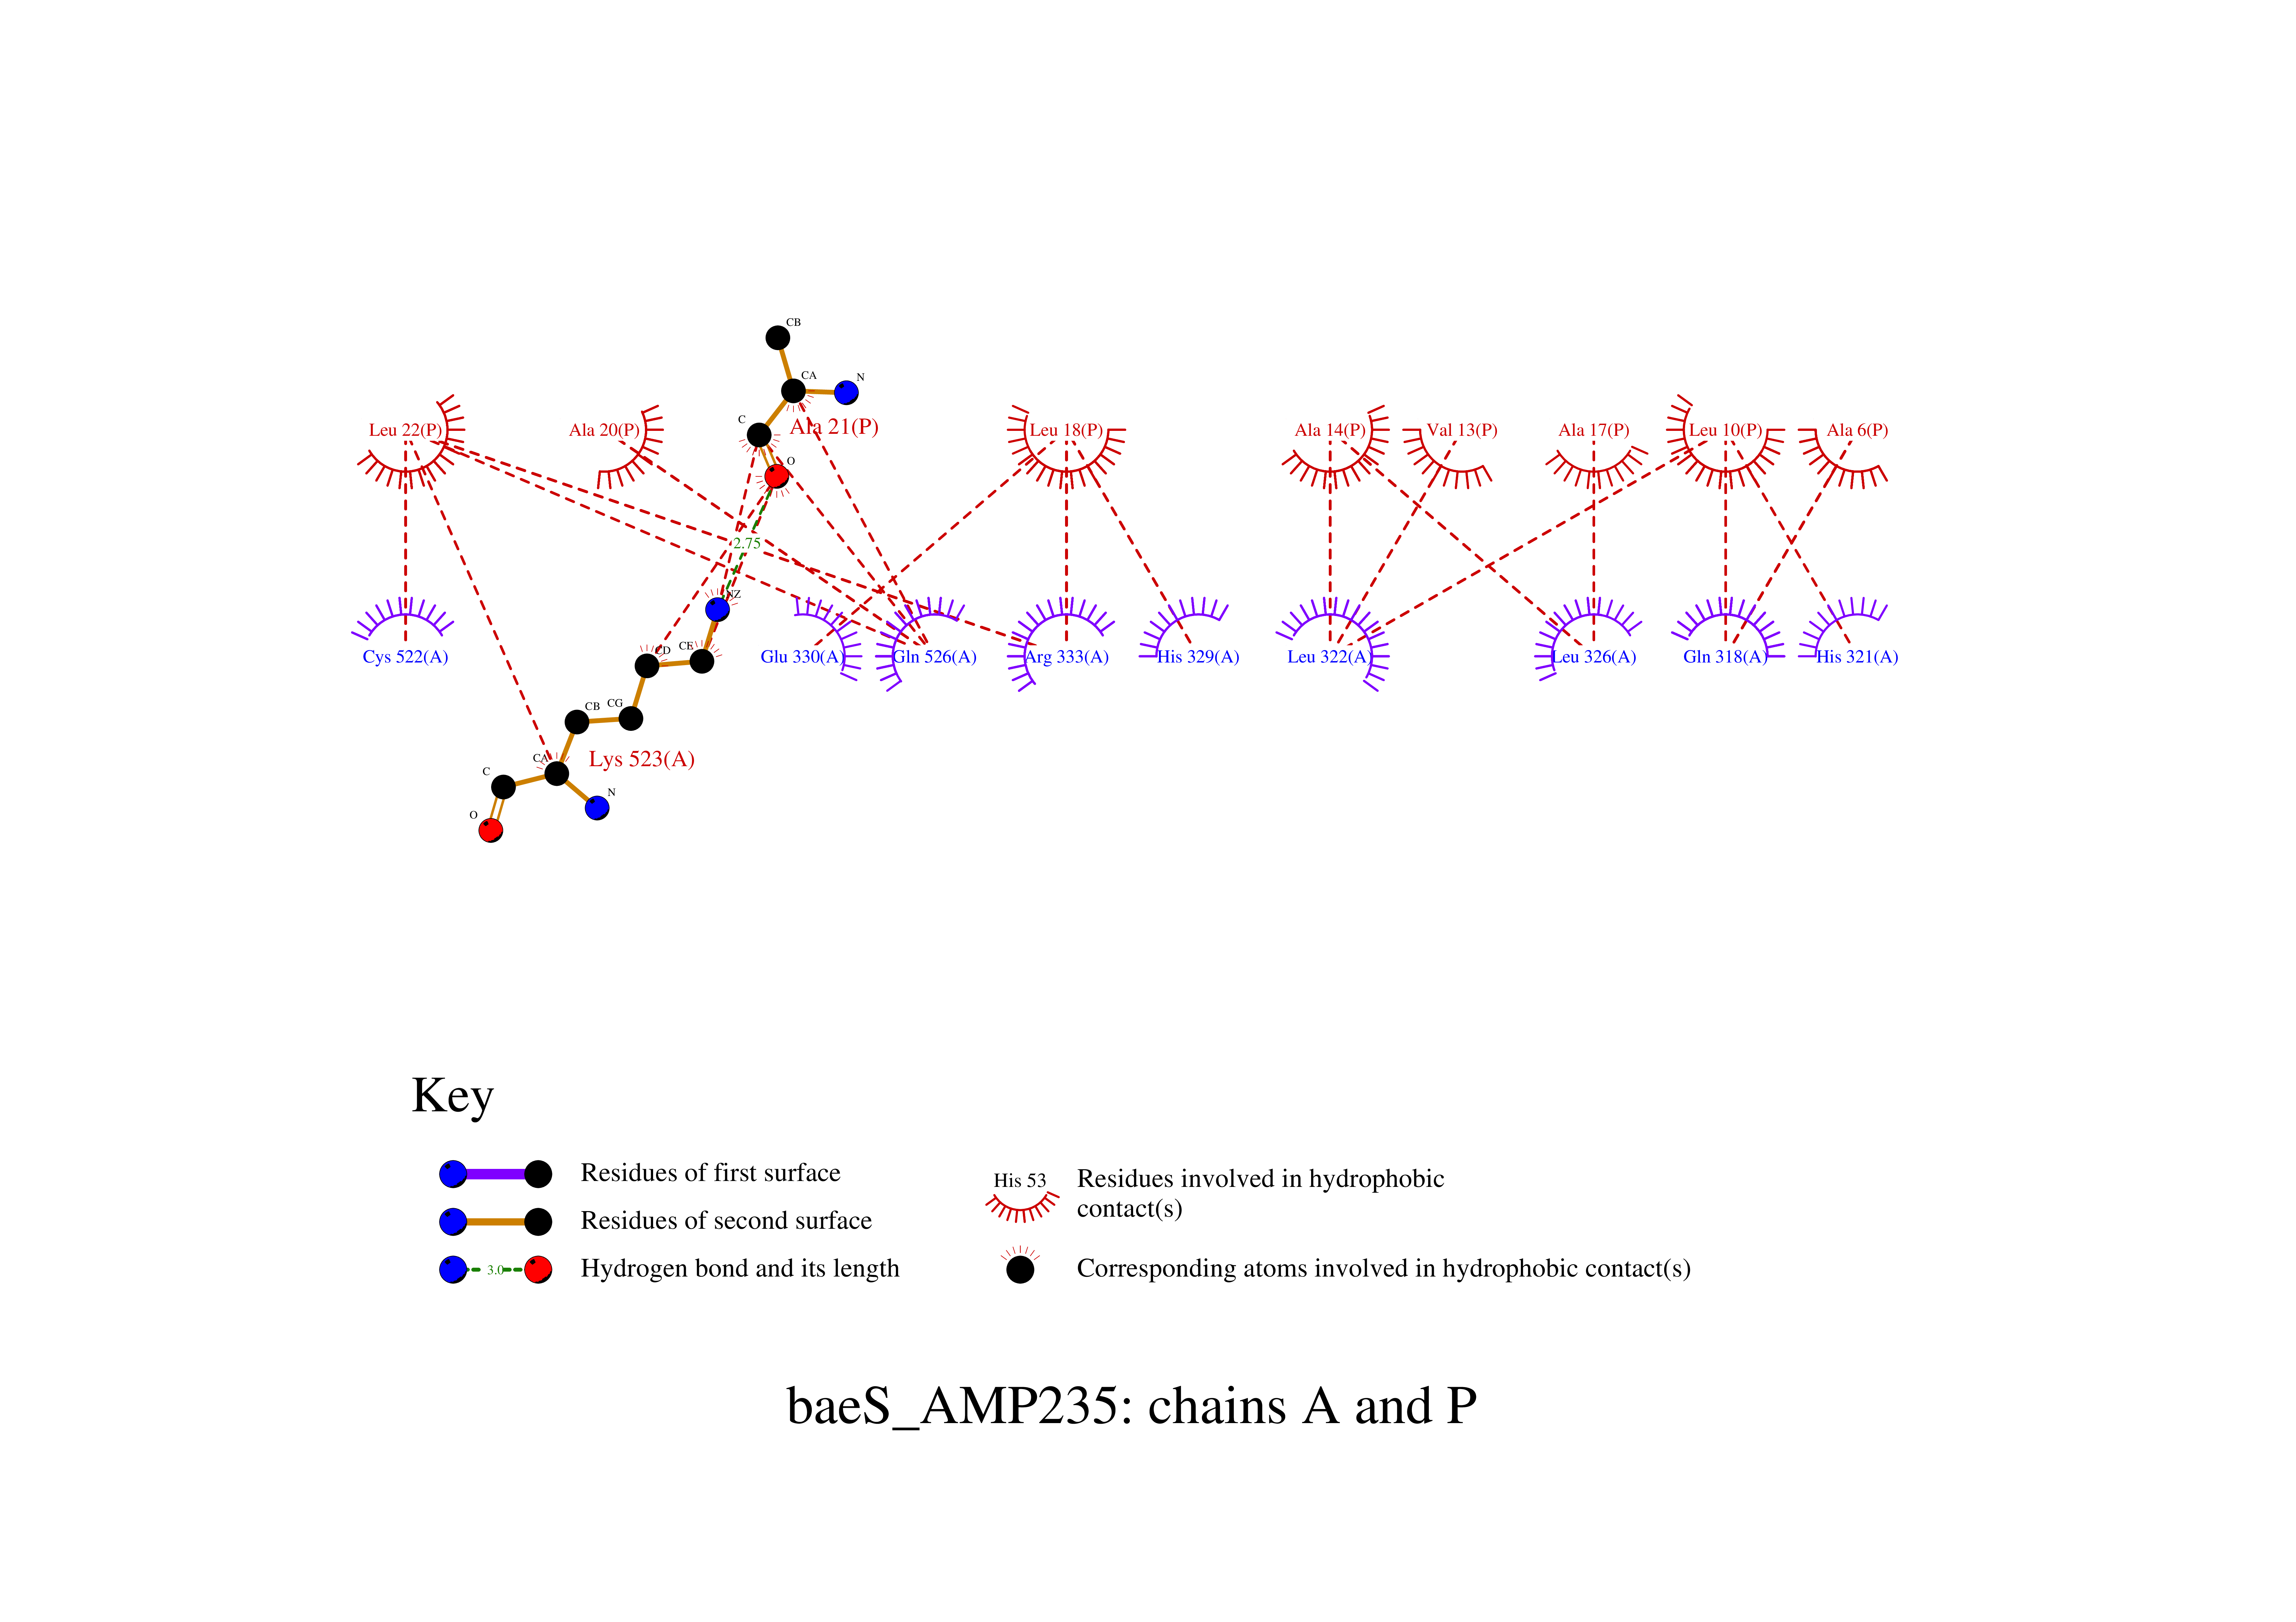 CB
CA
N
C
Ala 21(P)
O
Leu 22(P)
Ala 20(P)
Leu 18(P)
Ala 14(P)
Val 13(P)
Ala 17(P)
Leu 10(P)
Ala 6(P)
2.75
NZ
CD
CE
Cys 522(A)
Glu 330(A)
Gln 526(A)
Arg 333(A)
His 329(A)
Leu 322(A)
Leu 326(A)
Gln 318(A)
His 321(A)
CB
CG
Lys 523(A)
CA
C
N
O
Key
Residues of first surface
Residues of second surface
3.0
Hydrogen bond and its length
His 53
Residues involved in hydrophobic
contact(s)
Corresponding atoms involved in hydrophobic contact(s)
baeS_AMP235: chains A and P